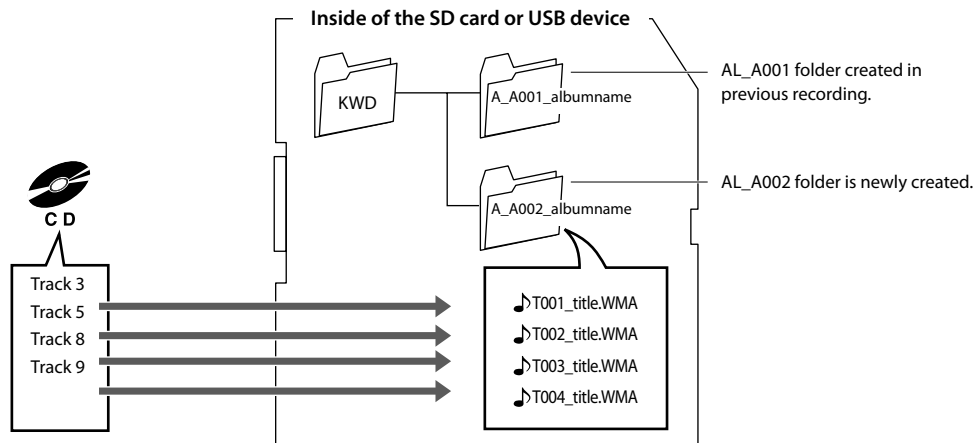 Inside of the SD card or USB device
KWD
A_A001_albumname
AL_A001 folder created in
previous recording.
A_A002_albumname
AL_A002 folder is newly created.
CD
Track 3
Track 5
Track 8
Track 9
T001_title.WMA
T002_title.WMA
T003_title.WMA
T004_title.WMA